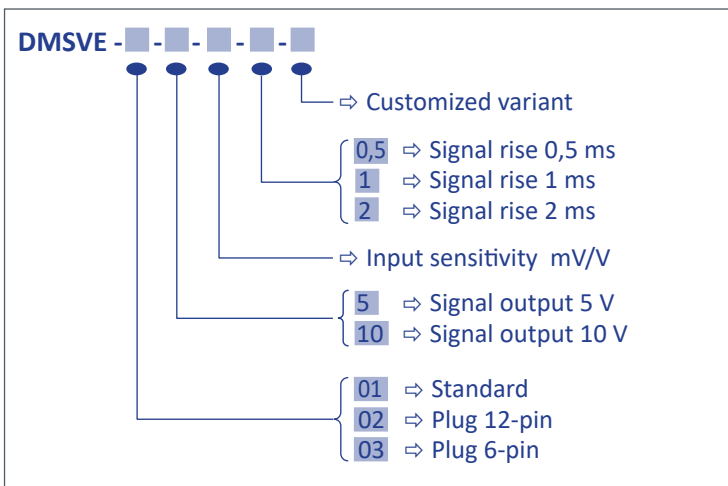 DMSVE - - - - -
⇨ Customized variant
0,5 ⇨ Signal rise 0,5 ms
1 ⇨ Signal rise 1 ms
2 ⇨ Signal rise 2 ms
⇨ Input sensitivity mV/V
5 ⇨ Signal output 5 V
10 ⇨ Signal output 10 V
01 ⇨ Standard
02 ⇨ Plug 12-pin
03 ⇨ Plug 6-pin